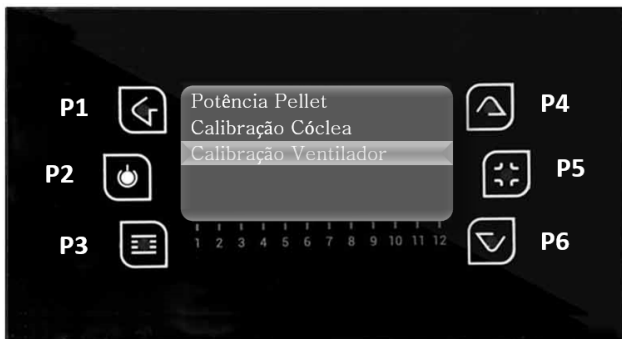 P1
Potência Pellet
P4
Calibração Cóclea
Calibração Ventilador
P2
P5
P3
1 2 3 4 5 6 7 8 9 10 11 12
P6